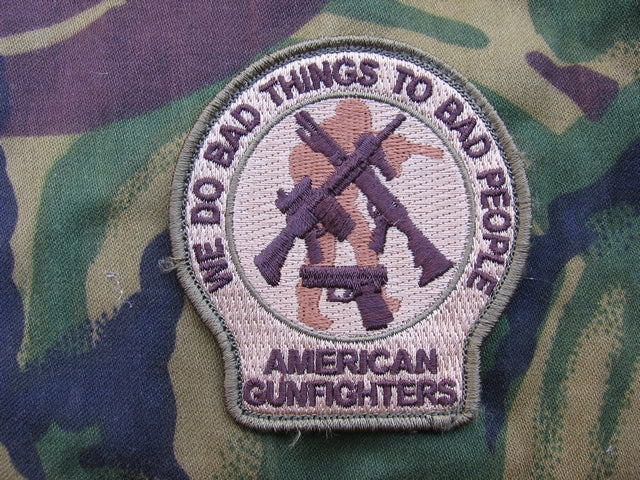 WE DO BAD THINGS TO BAD PEOPLE
AMERICAN
GUNFIGHTERS